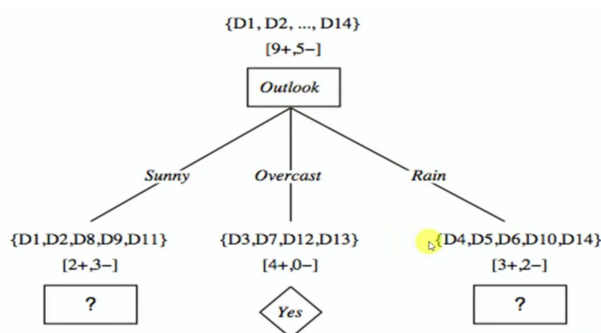 {D1, D2, ..., D14}
[9+,5−]
Outlook
Sunny Overcast Rain
{D1,D2,D8,D9,D11} {D3,D7,D12,D13} {D4,D5,D6,D10,D14}
[2+,3−] [4+,0−] [3+,2−]
? Yes ?